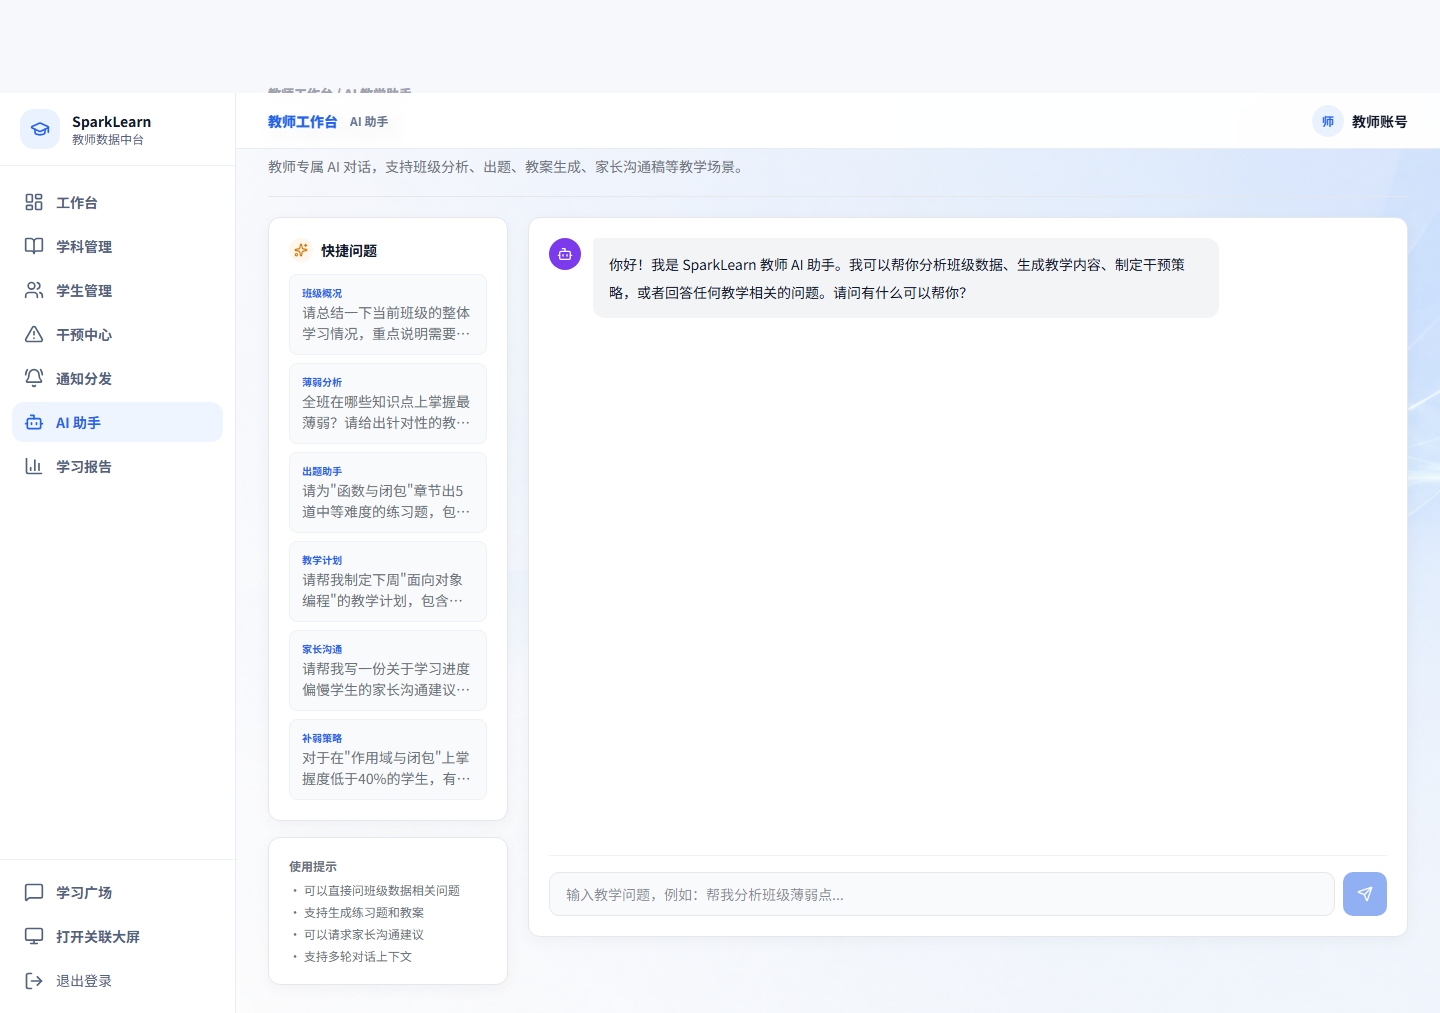 教师工作台 / AI 教学助手
SparkLearn
教师数据中台
教师工作台 AI 助手
师 教师账号
教师专属 AI 对话，支持班级分析、出题、教案生成、家长沟通稿等教学场景。
工作台
学科管理
学生管理
干预中心
通知分发
AI 助手
学习报告
学习广场
打开关联大屏
退出登录
快捷问题
班级概况
请总结一下当前班级的整体
学习情况，重点说明需要…
薄弱分析
全班在哪些知识点上掌握最
薄弱？请给出针对性的教…
出题助手
请为"函数与闭包"章节出5
道中等难度的练习题，包…
教学计划
请帮我制定下周"面向对象
编程"的教学计划，包含…
家长沟通
请帮我写一份关于学习进度
偏慢学生的家长沟通建议…
补弱策略
对于在"作用域与闭包"上掌
握度低于40%的学生，有…
使用提示
• 可以直接问班级数据相关问题
• 支持生成练习题和教案
• 可以请求家长沟通建议
• 支持多轮对话上下文
你好！我是 SparkLearn 教师 AI 助手。我可以帮你分析班级数据、生成教学内容、制定干预策
略，或者回答任何教学相关的问题。请问有什么可以帮你？
输入教学问题，例如：帮我分析班级薄弱点...